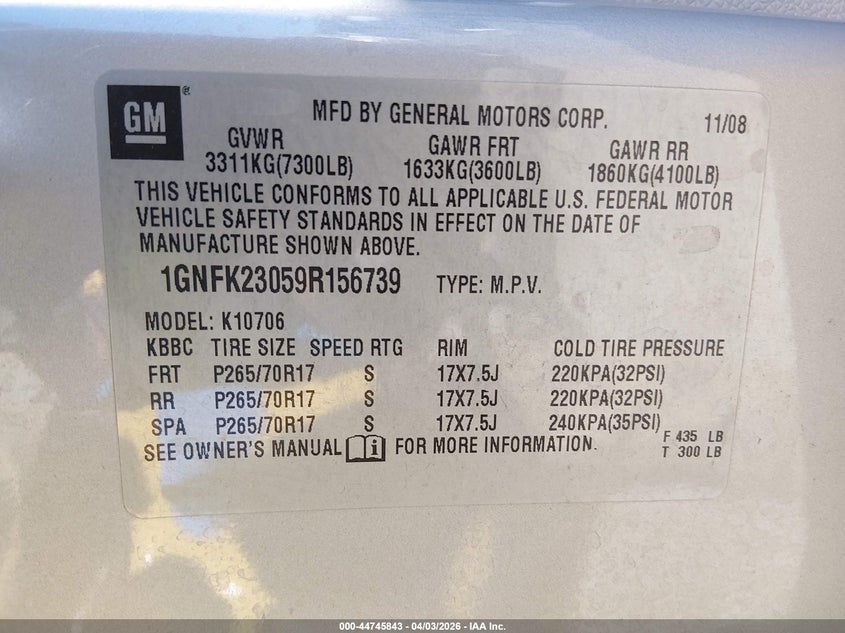 GM ®
MFD BY GENERAL MOTORS CORP. 11/08
GVWR GAWR FRT GAWR RR
3311KG(7300LB) 1633KG(3600LB) 1860KG(4100LB)
THIS VEHICLE CONFORMS TO ALL APPLICABLE U.S. FEDERAL MOTOR
VEHICLE SAFETY STANDARDS IN EFFECT ON THE DATE OF
MANUFACTURE SHOWN ABOVE.
1GNFK23059R156739 TYPE: M.P.V.
MODEL: K10706
KBBC TIRE SIZE SPEED RTG RIM COLD TIRE PRESSURE
FRT P265/70R17 S 17X7.5J 220KPA(32PSI)
RR P265/70R17 S 17X7.5J 220KPA(32PSI)
SPA P265/70R17 S 17X7.5J 240KPA(35PSI)
SEE OWNER'S MANUAL i FOR MORE INFORMATION.
F 435 LB
T 300 LB
000-44745843 - 04/03/2026 - IAA Inc.